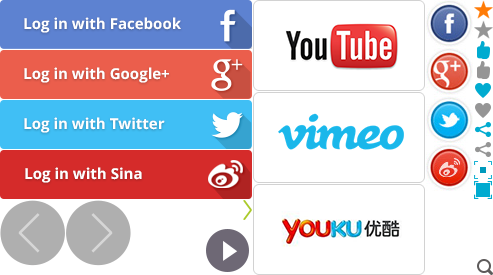 Log in with Facebook
Log in with Google+
Log in with Twitter
Log in with Sina
YouTube
vimeo
YOUKU 优酷